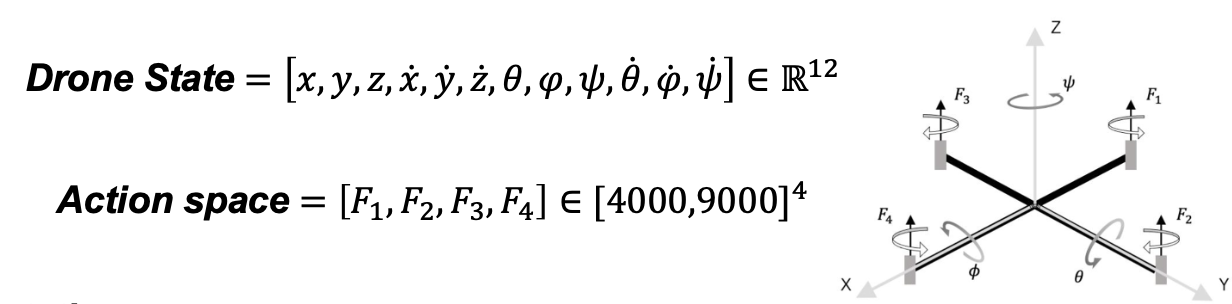 Drone State = [x, y, z, ẋ, ẏ, ż, θ, φ, ψ, θ̇, φ̇, ψ̇] ∈ ℝ¹²
Action space = [F₁, F₂, F₃, F₄] ∈ [4000,9000]⁴
Z
ψ
F₃
F₁
F₄
F₂
ϕ
θ
X
Y